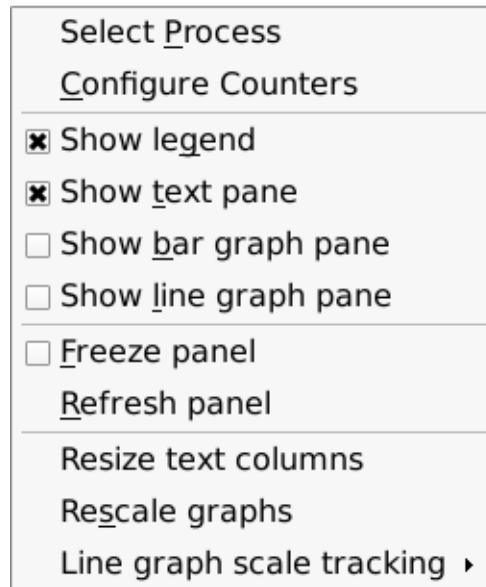 Select Process
Configure Counters
Show legend
Show text pane
Show bar graph pane
Show line graph pane
Freeze panel
Refresh panel
Resize text columns
Rescale graphs
Line graph scale tracking